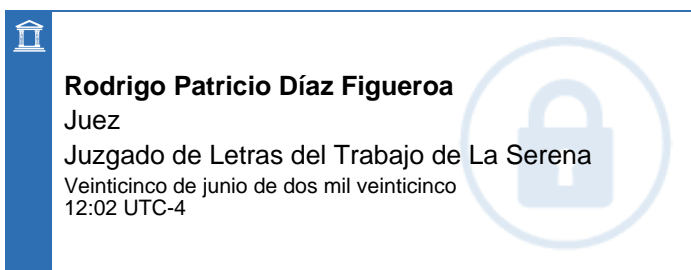 Rodrigo Patricio Díaz Figueroa
Juez
Juzgado de Letras del Trabajo de La Serena
Veinticinco de junio de dos mil veinticinco
12:02 UTC-4